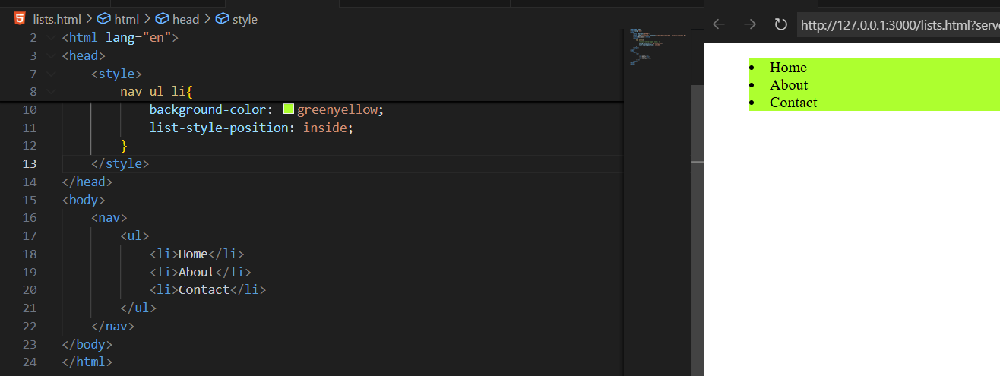 lists.html > html > head > style
2 <html lang="en">
3 <head>
7 <style>
8 nav ul li{
10 background-color: greenyellow;
11 list-style-position: inside;
12 }
13 </style>
14 </head>
15 <body>
16 <nav>
17 <ul>
18 <li>Home</li>
19 <li>About</li>
20 <li>Contact</li>
21 </ul>
22 </nav>
23 </body>
24 </html>
http://127.0.0.1:3000/lists.html?serve
• Home
• About
• Contact